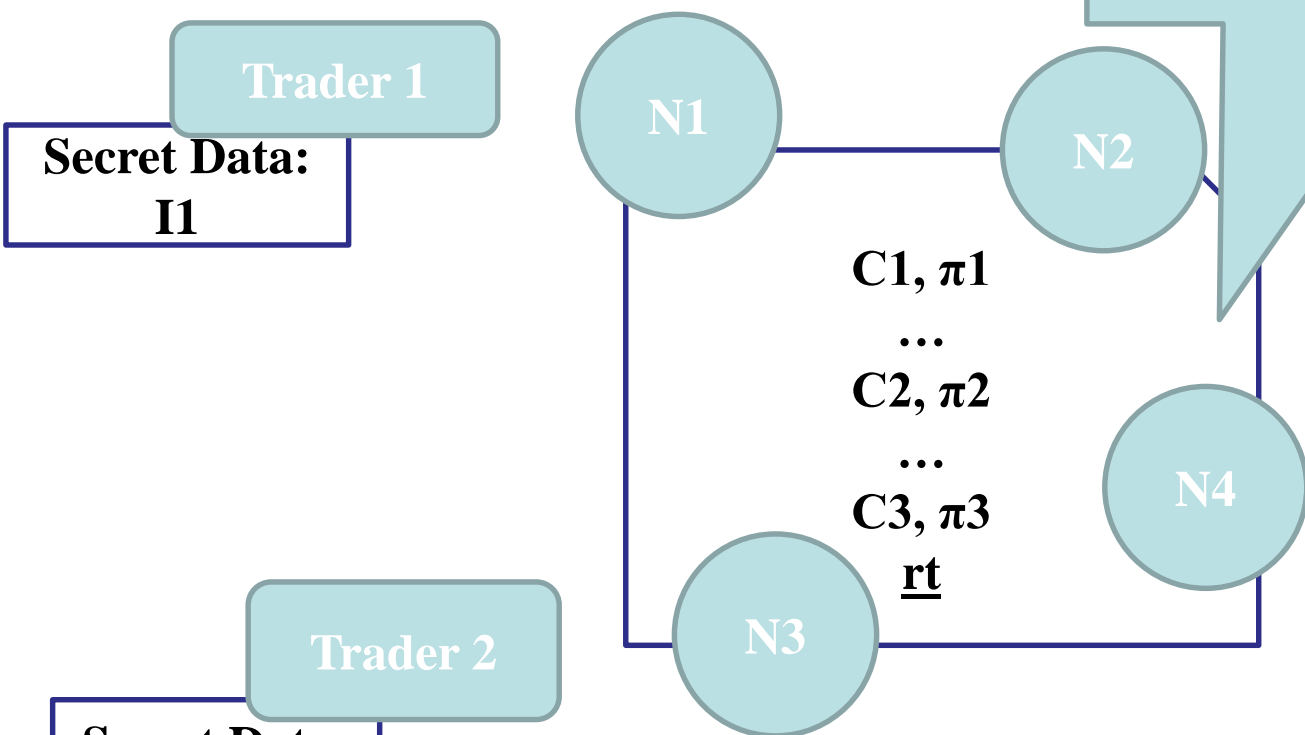 Trader 1
Secret Data:
I1
N1
N2
C1, π1
...
C2, π2
...
C3, π3
rt
N4
N3
Trader 2